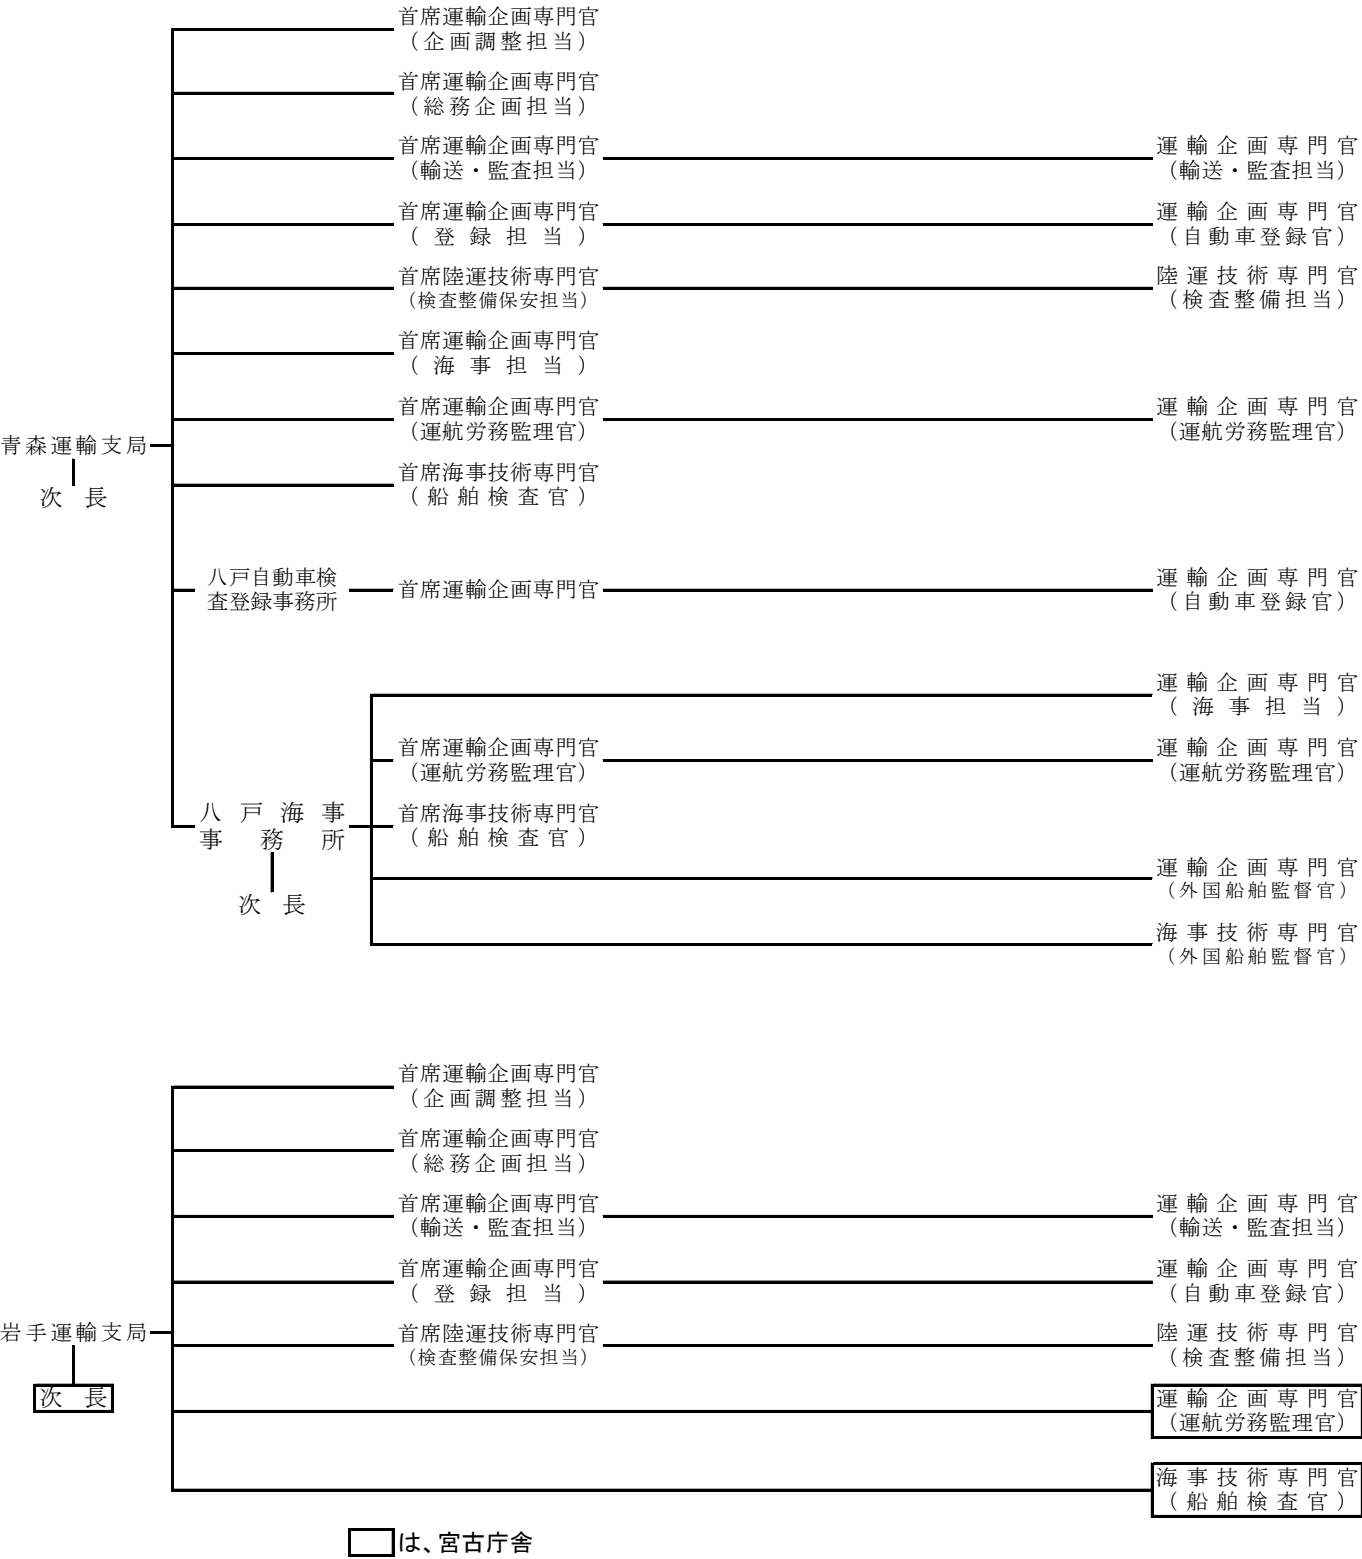 首席運輸企画専門官
（企画調整担当）
首席運輸企画専門官
（総務企画担当）
首席運輸企画専門官
（輸送・監査担当）
運輸企画専門官
（輸送・監査担当）
首席運輸企画専門官
（登録担当）
運輸企画専門官
（自動車登録官）
首席陸運技術専門官
（検査整備保安担当）
陸運技術専門官
（検査整備担当）
首席運輸企画専門官
（海事担当）
首席運輸企画専門官
（運航労務監理官）
運輸企画専門官
（運航労務監理官）
青森運輸支局
次長
首席海事技術専門官
（船舶検査官）
八戸自動車検
査登録事務所
首席運輸企画専門官
運輸企画専門官
（自動車登録官）
運輸企画専門官
（海事担当）
首席運輸企画専門官
（運航労務監理官）
運輸企画専門官
（運航労務監理官）
八戸海事
事務所
次長
首席海事技術専門官
（船舶検査官）
運輸企画専門官
（外国船舶監督官）
海事技術専門官
（外国船舶監督官）
首席運輸企画専門官
（企画調整担当）
首席運輸企画専門官
（総務企画担当）
首席運輸企画専門官
（輸送・監査担当）
運輸企画専門官
（輸送・監査担当）
首席運輸企画専門官
（登録担当）
運輸企画専門官
（自動車登録官）
岩手運輸支局
次長
首席陸運技術専門官
（検査整備保安担当）
陸運技術専門官
（検査整備担当）
運輸企画専門官
（運航労務監理官）
海事技術専門官
（船舶検査官）
は、宮古庁舎